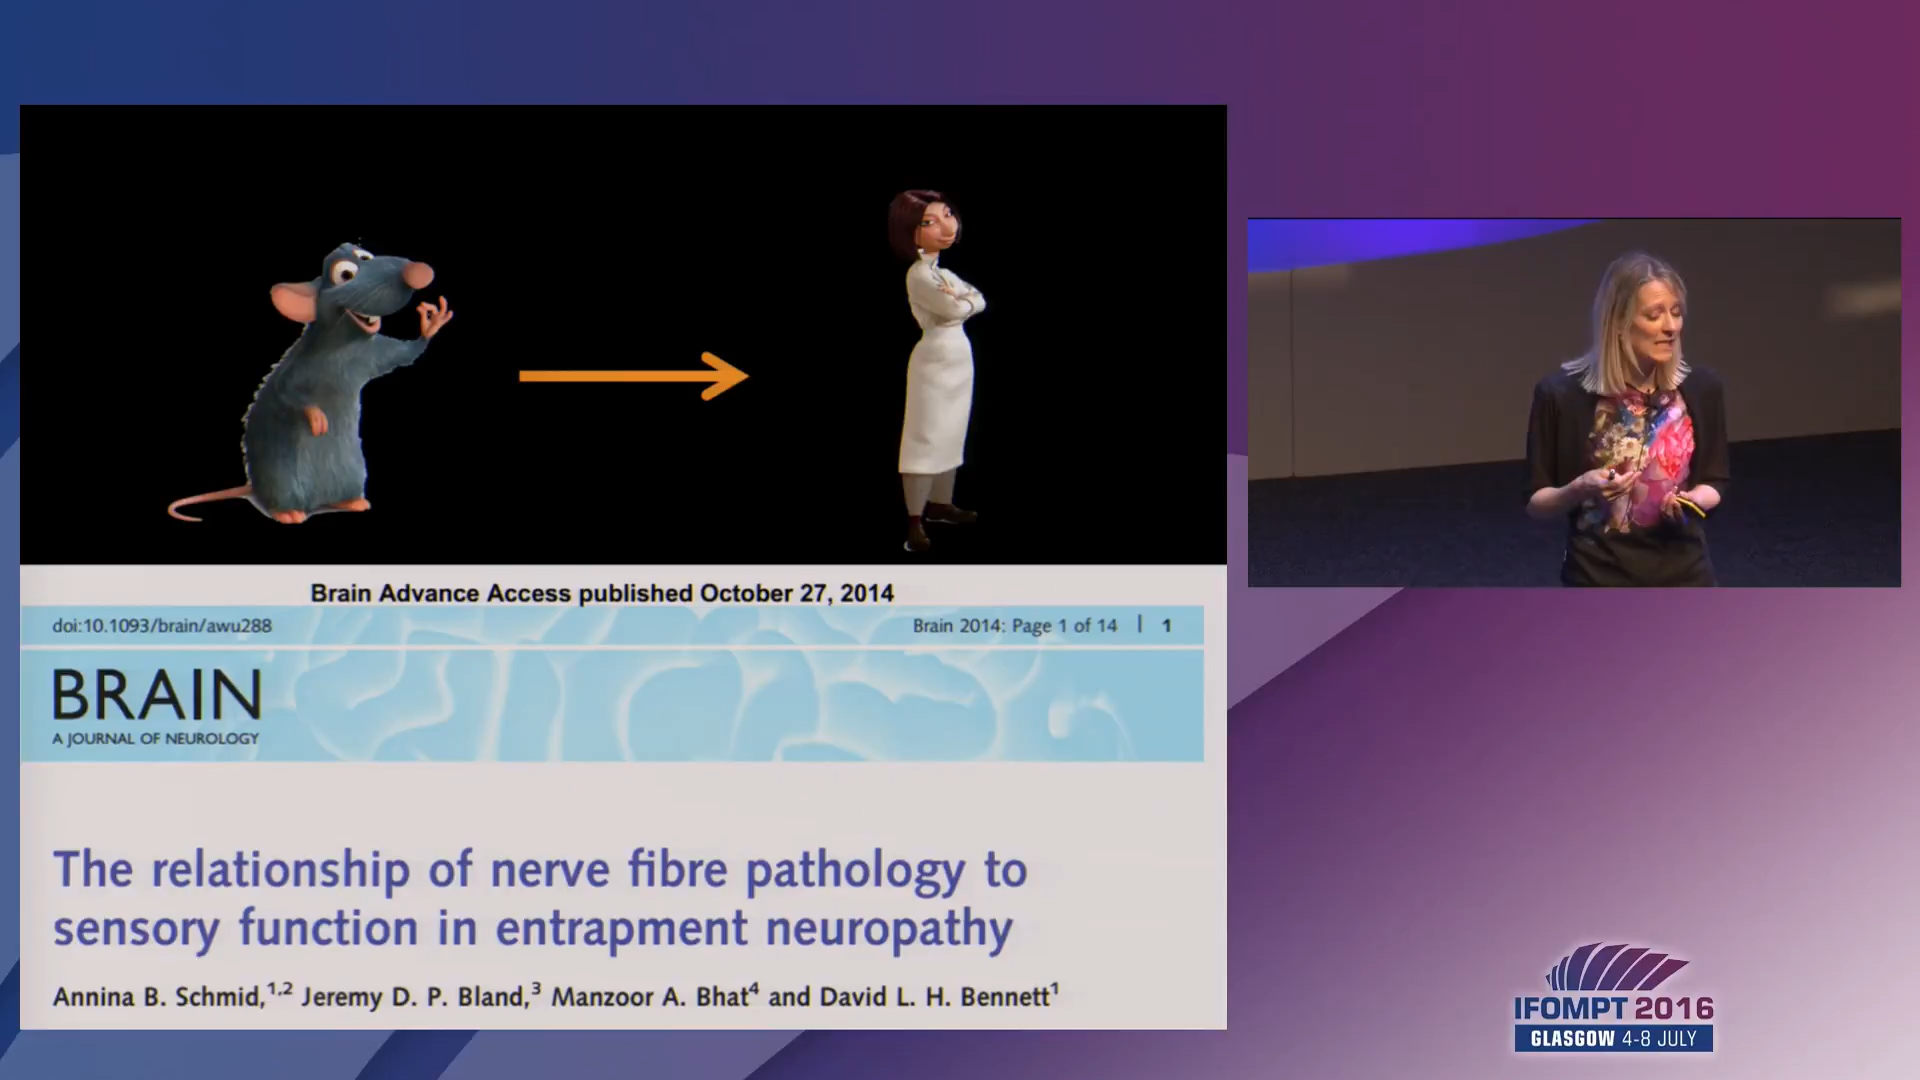 Brain Advance Access published October 27, 2014
doi:10.1093/brain/awu288
Brain 2014: Page 1 of 14 | 1
BRAIN
A JOURNAL OF NEUROLOGY
The relationship of nerve fibre pathology to
sensory function in entrapment neuropathy
Annina B. Schmid,1,2 Jeremy D. P. Bland,3 Manzoor A. Bhat4 and David L. H. Bennett1
IFOMPT 2016
GLASGOW 4-8 JULY